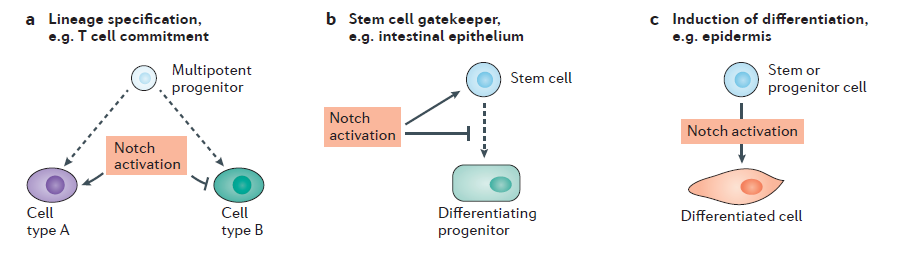 a Lineage specification,
e.g. T cell commitment
Multipotent
progenitor
Notch
activation
Cell
type A
Cell
type B
b Stem cell gatekeeper,
e.g. intestinal epithelium
Stem cell
Notch
activation
Differentiating
progenitor
c Induction of differentiation,
e.g. epidermis
Stem or
progenitor cell
Notch activation
Differentiated cell